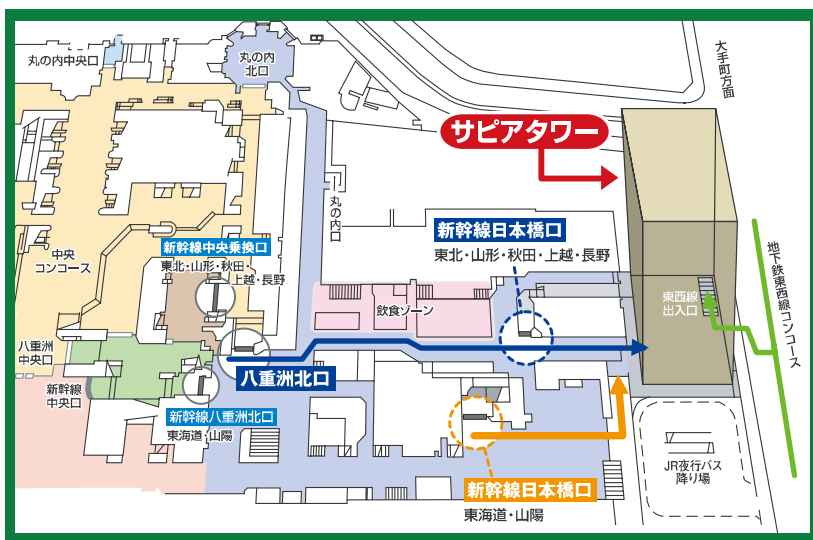 丸の内中央口
丸の内
北口
大手町方面
サピアタワー
丸の内口
新幹線日本橋口
東北・山形・秋田・上越・長野
新幹線中央乗換口
東北・山形・秋田・
上越・長野
中央
コンコース
地下鉄東西線コンコース
東西線
出入口
飲食ゾーン
八重洲
中央口
八重洲北口
新幹線
中央口
新幹線八重洲北口
東海道・山陽
JR夜行バス
降り場
新幹線日本橋口
東海道・山陽